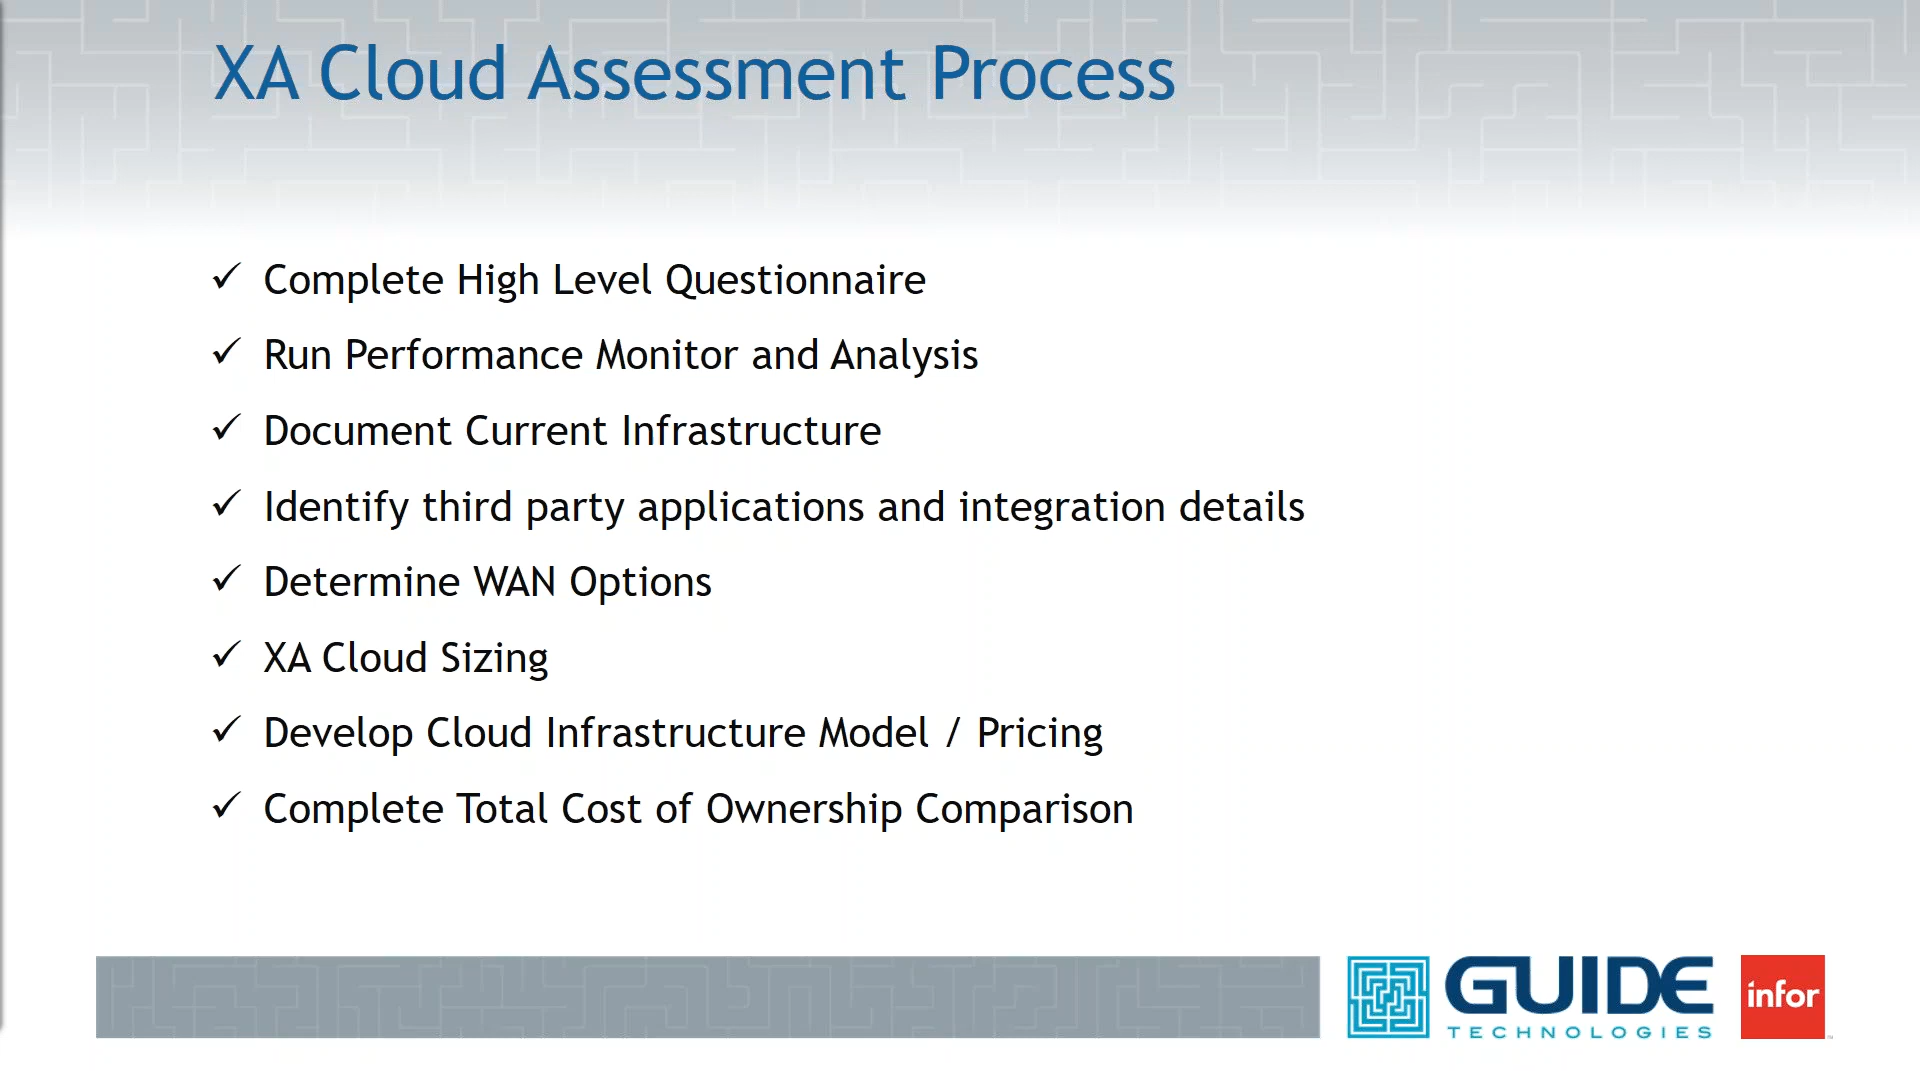 XA Cloud Assessment Process
✓ Complete High Level Questionnaire
✓ Run Performance Monitor and Analysis
✓ Document Current Infrastructure
✓ Identify third party applications and integration details
✓ Determine WAN Options
✓ XA Cloud Sizing
✓ Develop Cloud Infrastructure Model / Pricing
✓ Complete Total Cost of Ownership Comparison
GUIDE
TECHNOLOGIES
infor